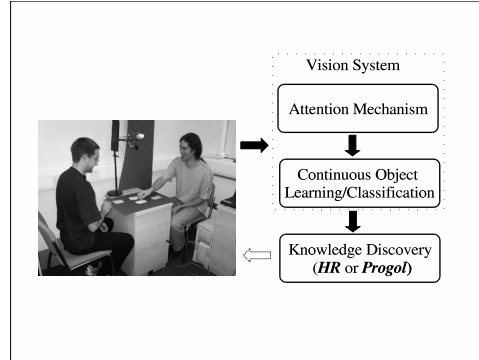 Vision System
Attention Mechanism
Continuous Object
Learning/Classification
Knowledge Discovery
(HR or Progol)